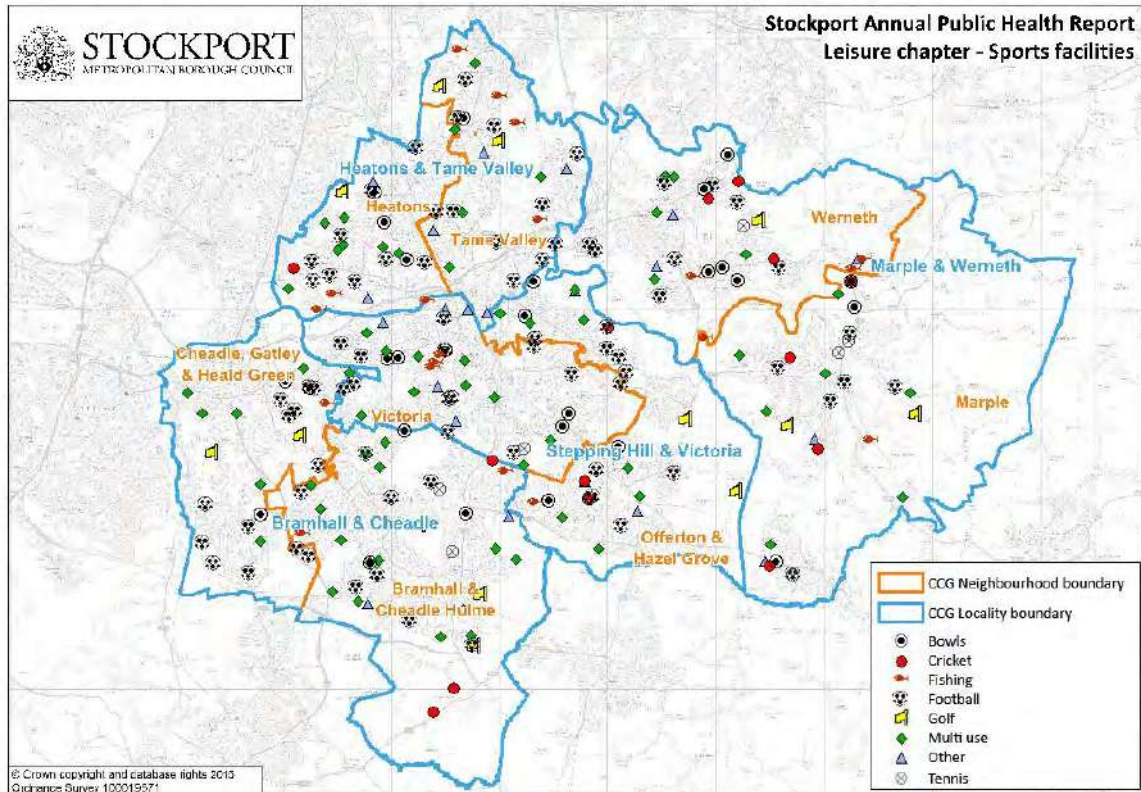 STOCKPORT
METROPOLITAN BOROUGH COUNCIL
Stockport Annual Public Health Report
Leisure chapter - Sports facilities
Heatons & Tame Valley
Heatons
Tame Valley
Werneth
Marple & Werneth
Cheadle, Gatley
& Heald Green
Victoria
Marple
Stepping Hill & Victoria
Bramhall & Cheadle
Offerton &
Hazel Grove
Bramhall &
Cheadle Hulme
CCG Neighbourhood boundary
CCG Locality boundary
Bowls
Cricket
Fishing
Football
Golf
Multi use
Other
Tennis
© Crown copyright and database rights 2015
Ordnance Survey 100019571